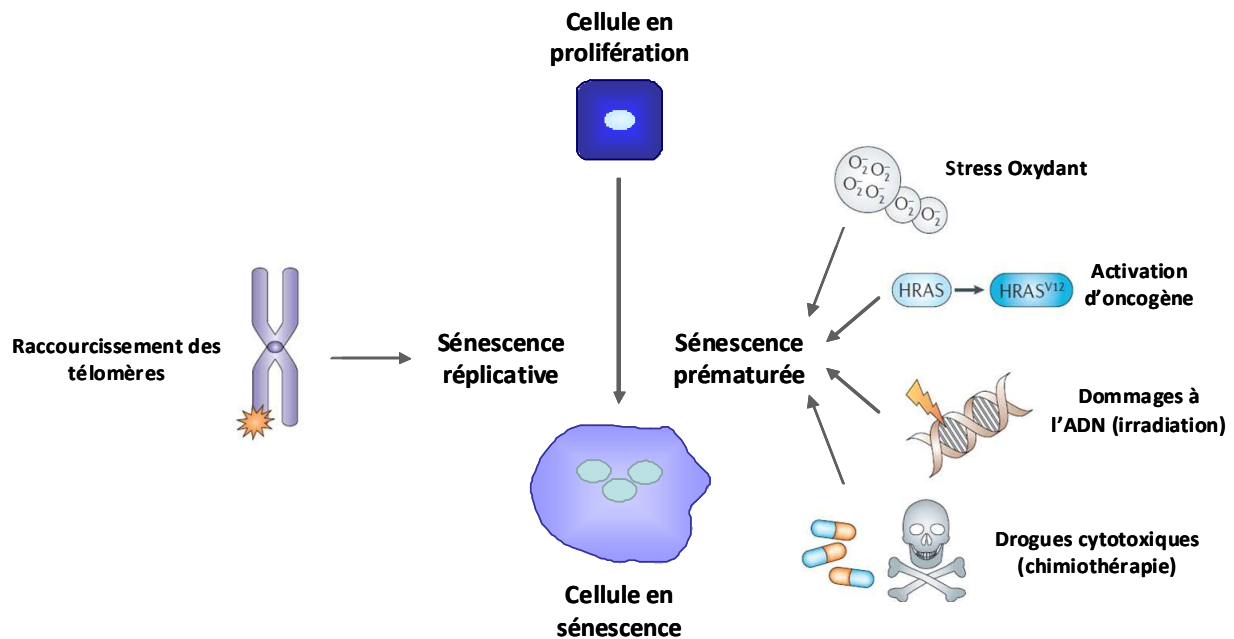 Cellule en
prolifération
O₂⁻ O₂⁻
O₂⁻ O₂⁻
O₂⁻ O₂⁻
Stress Oxydant
HRAS HRASⱽ¹²
Activation
d'oncogène
Raccourcissement des
télomères
Sénescence
réplicative
Sénescence
prématurée
Dommages à
l'ADN (irradiation)
Drogues cytotoxiques
(chimiothérapie)
Cellule en
sénescence